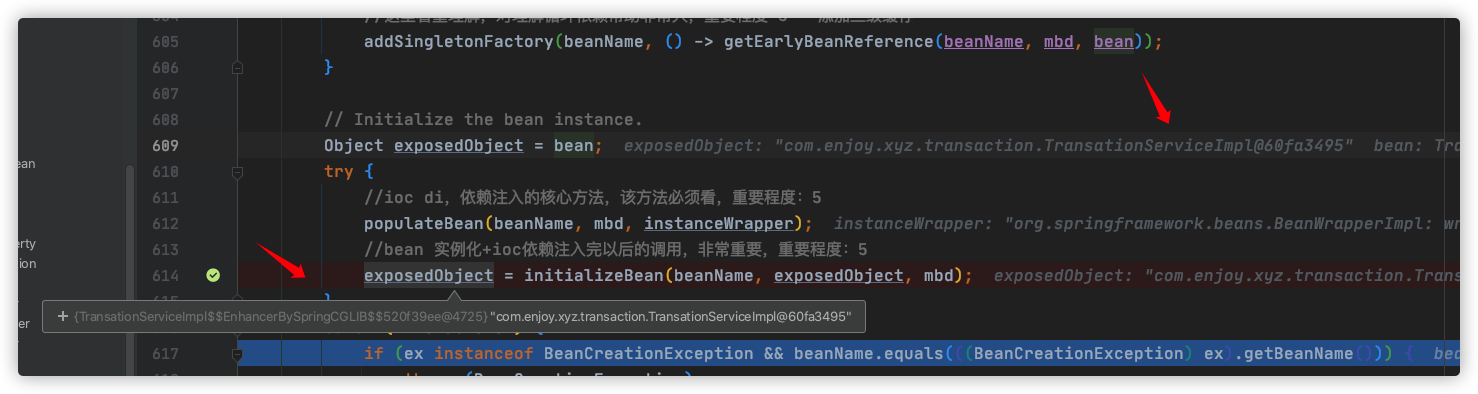 605 addSingletonFactory(beanName, () -> getEarlyBeanReference(beanName, mbd, bean));
606 }
607
608 // Initialize the bean instance.
609 Object exposedObject = bean; exposedObject: "com.enjoy.xyz.transaction.TransationServiceImpl@60fa3495" bean: Tra
ean
610 try {
611 //ioc di，依赖注入的核心方法，该方法必须看，重要程度：5
612 populateBean(beanName, mbd, instanceWrapper); instanceWrapper: "org.springframework.beans.BeanWrapperImpl: wr
erty
613 //bean 实例化+ioc依赖注入完以后的调用，非常重要，重要程度：5
tion
614 exposedObject = initializeBean(beanName, exposedObject, mbd); exposedObject: "com.enjoy.xyz.transaction.Trans
er
+ {TransationServiceImpl$$EnhancerBySpringCGLIB$$520f39ee@4725} "com.enjoy.xyz.transaction.TransationServiceImpl@60fa3495"
617 if (ex instanceof BeanCreationException && beanName.equals(((BeanCreationException) ex).getBeanName())) { bea